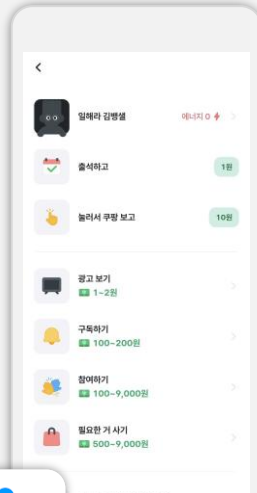 일해라 김뱅샐
에너지 0
출석하고
1원
눌러서 쿠팡 보고
10원
광고 보기
1~2원
구독하기
100~200원
참여하기
100~9,000원
필요한 거 사기
500~9,000원